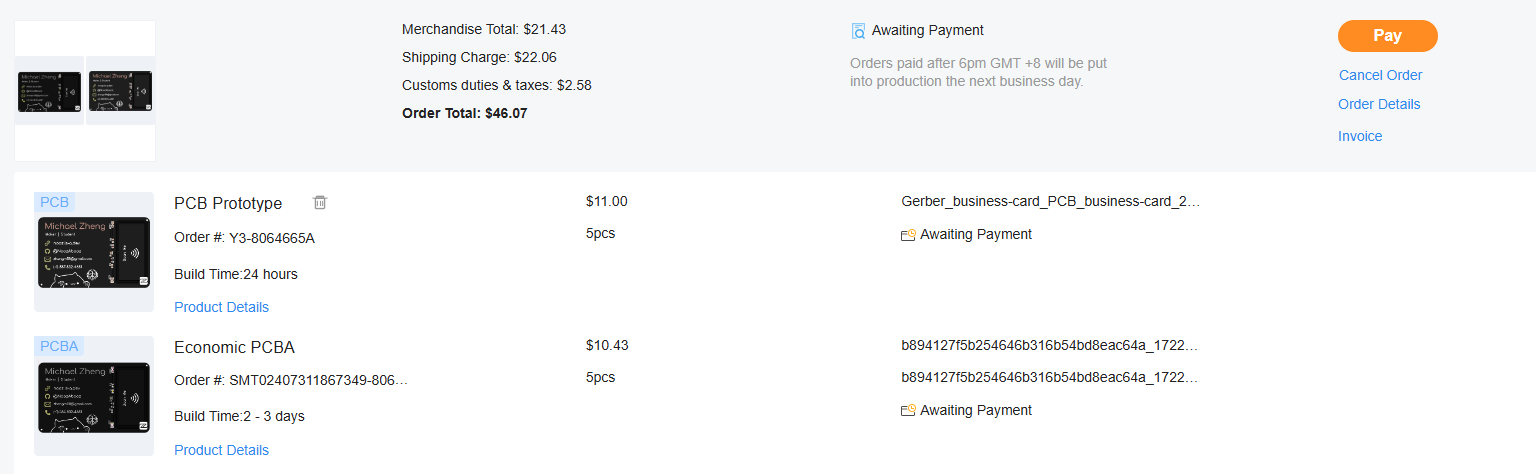 Merchandise Total: $21.43
Shipping Charge: $22.06
Customs duties & taxes: $2.58
Order Total: $46.07
Awaiting Payment
Orders paid after 6pm GMT +8 will be put
into production the next business day.
Pay
Cancel Order
Order Details
Invoice
PCB
Michael Zheng
Maker | Student
PCB Prototype
Order #: Y3-8064665A
Build Time:24 hours
Product Details
$11.00
5pcs
Gerber_business-card_PCB_business-card_2…
Awaiting Payment
PCBA
Michael Zheng
Maker | Student
Economic PCBA
Order #: SMT02407311867349-806…
Build Time:2 - 3 days
Product Details
$10.43
5pcs
b894127f5b254646b316b54bd8eac64a_1722…
b894127f5b254646b316b54bd8eac64a_1722…
Awaiting Payment